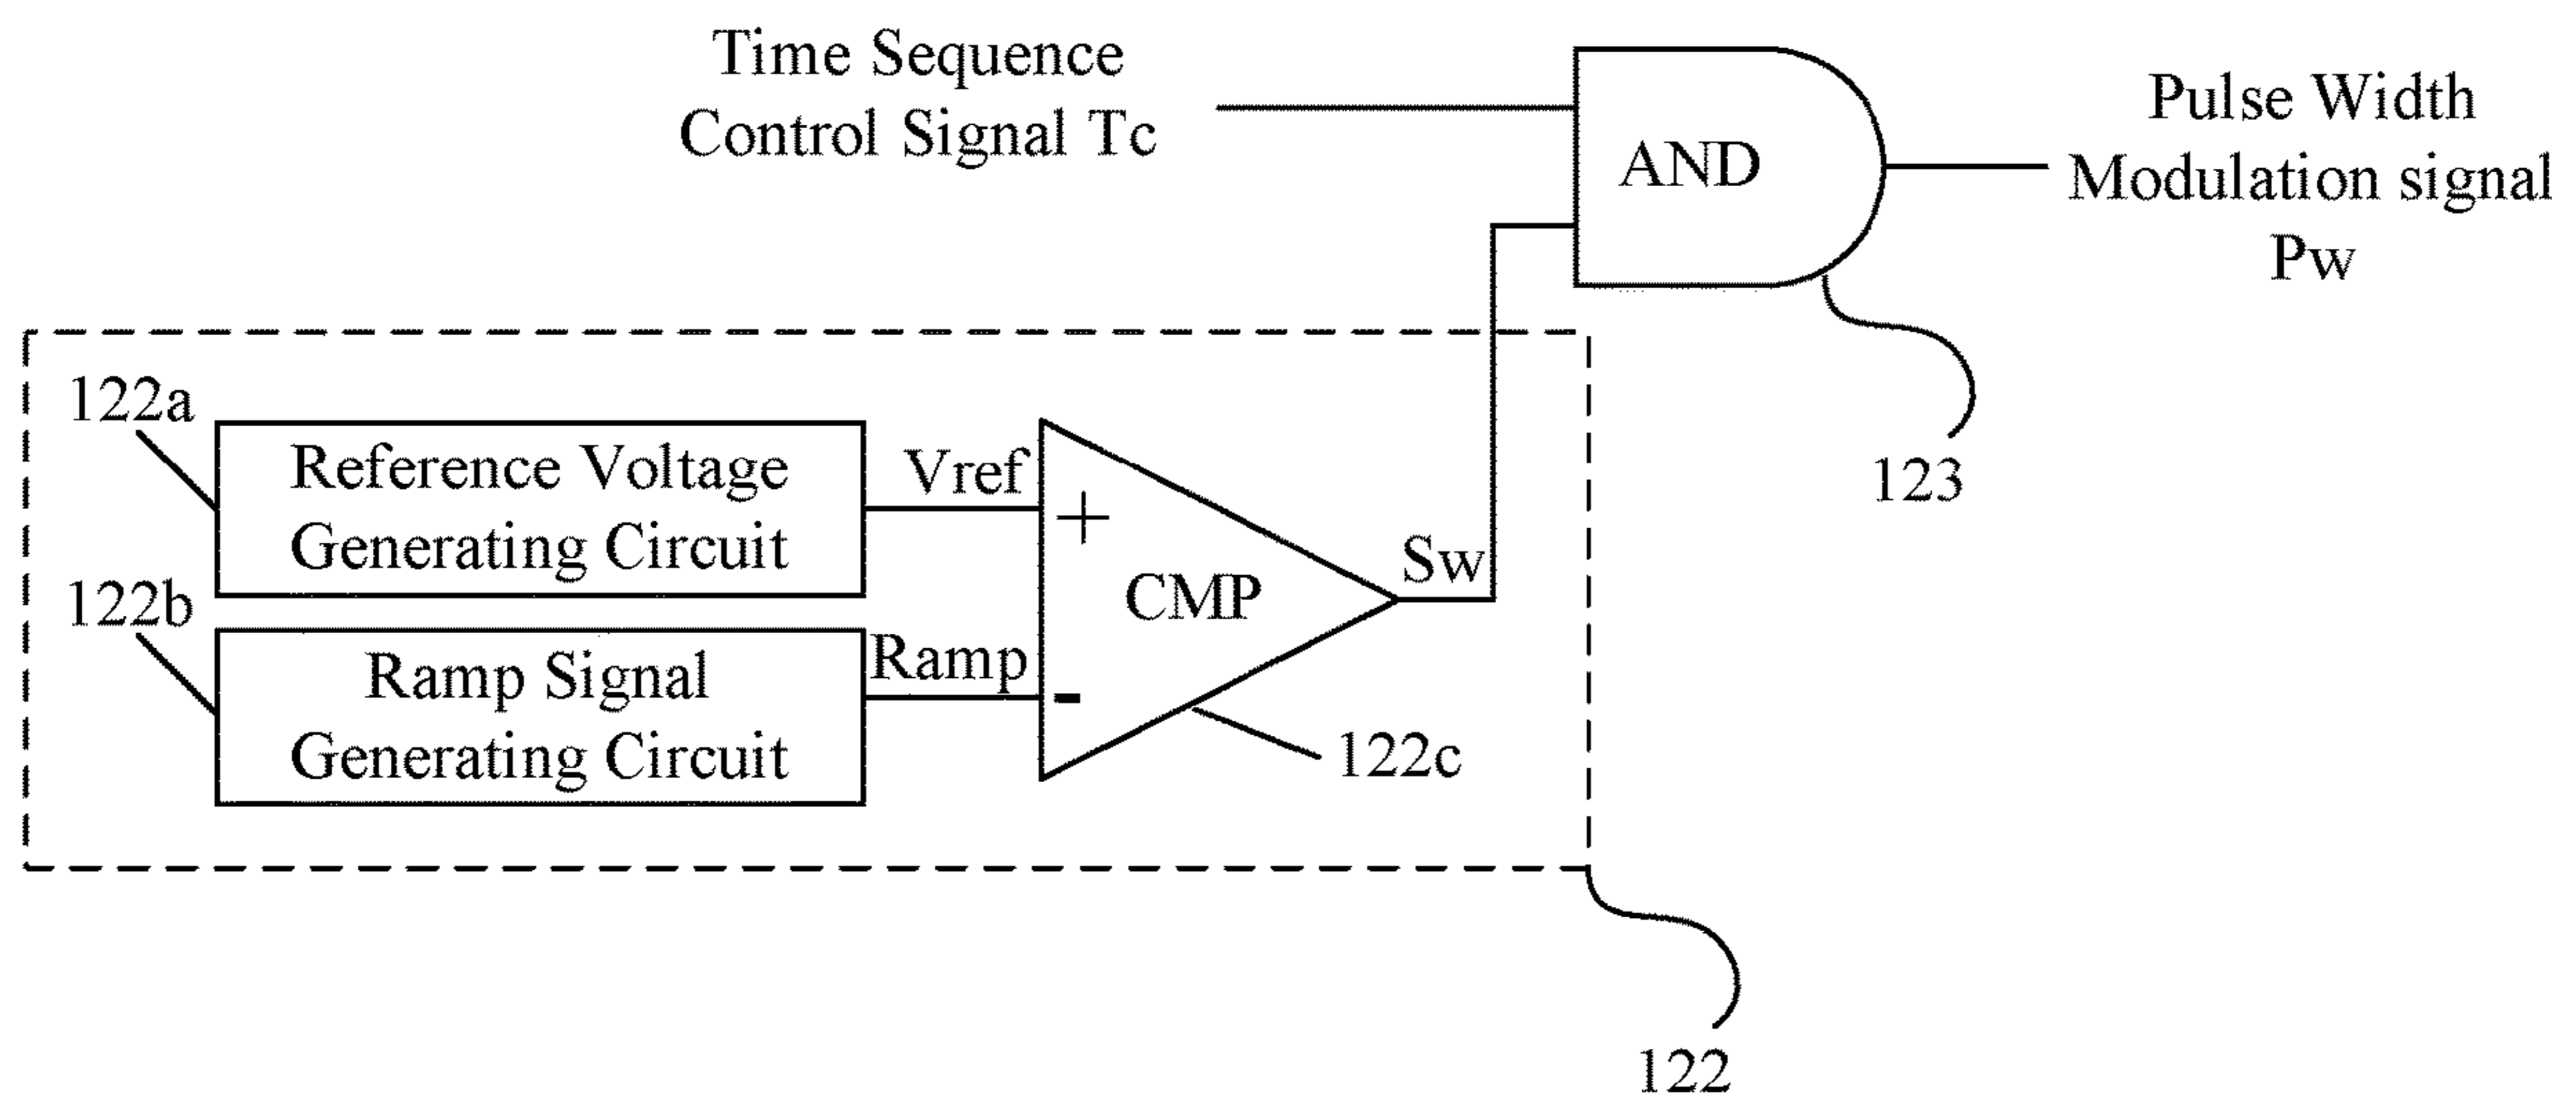 Time Sequence
Control Signal Tc
AND
Pulse Width
Modulation signal
Pw
123
122a
Reference Voltage
Generating Circuit
Vref
+
CMP
Sw
122b
Ramp Signal
Generating Circuit
Ramp
-
122c
122